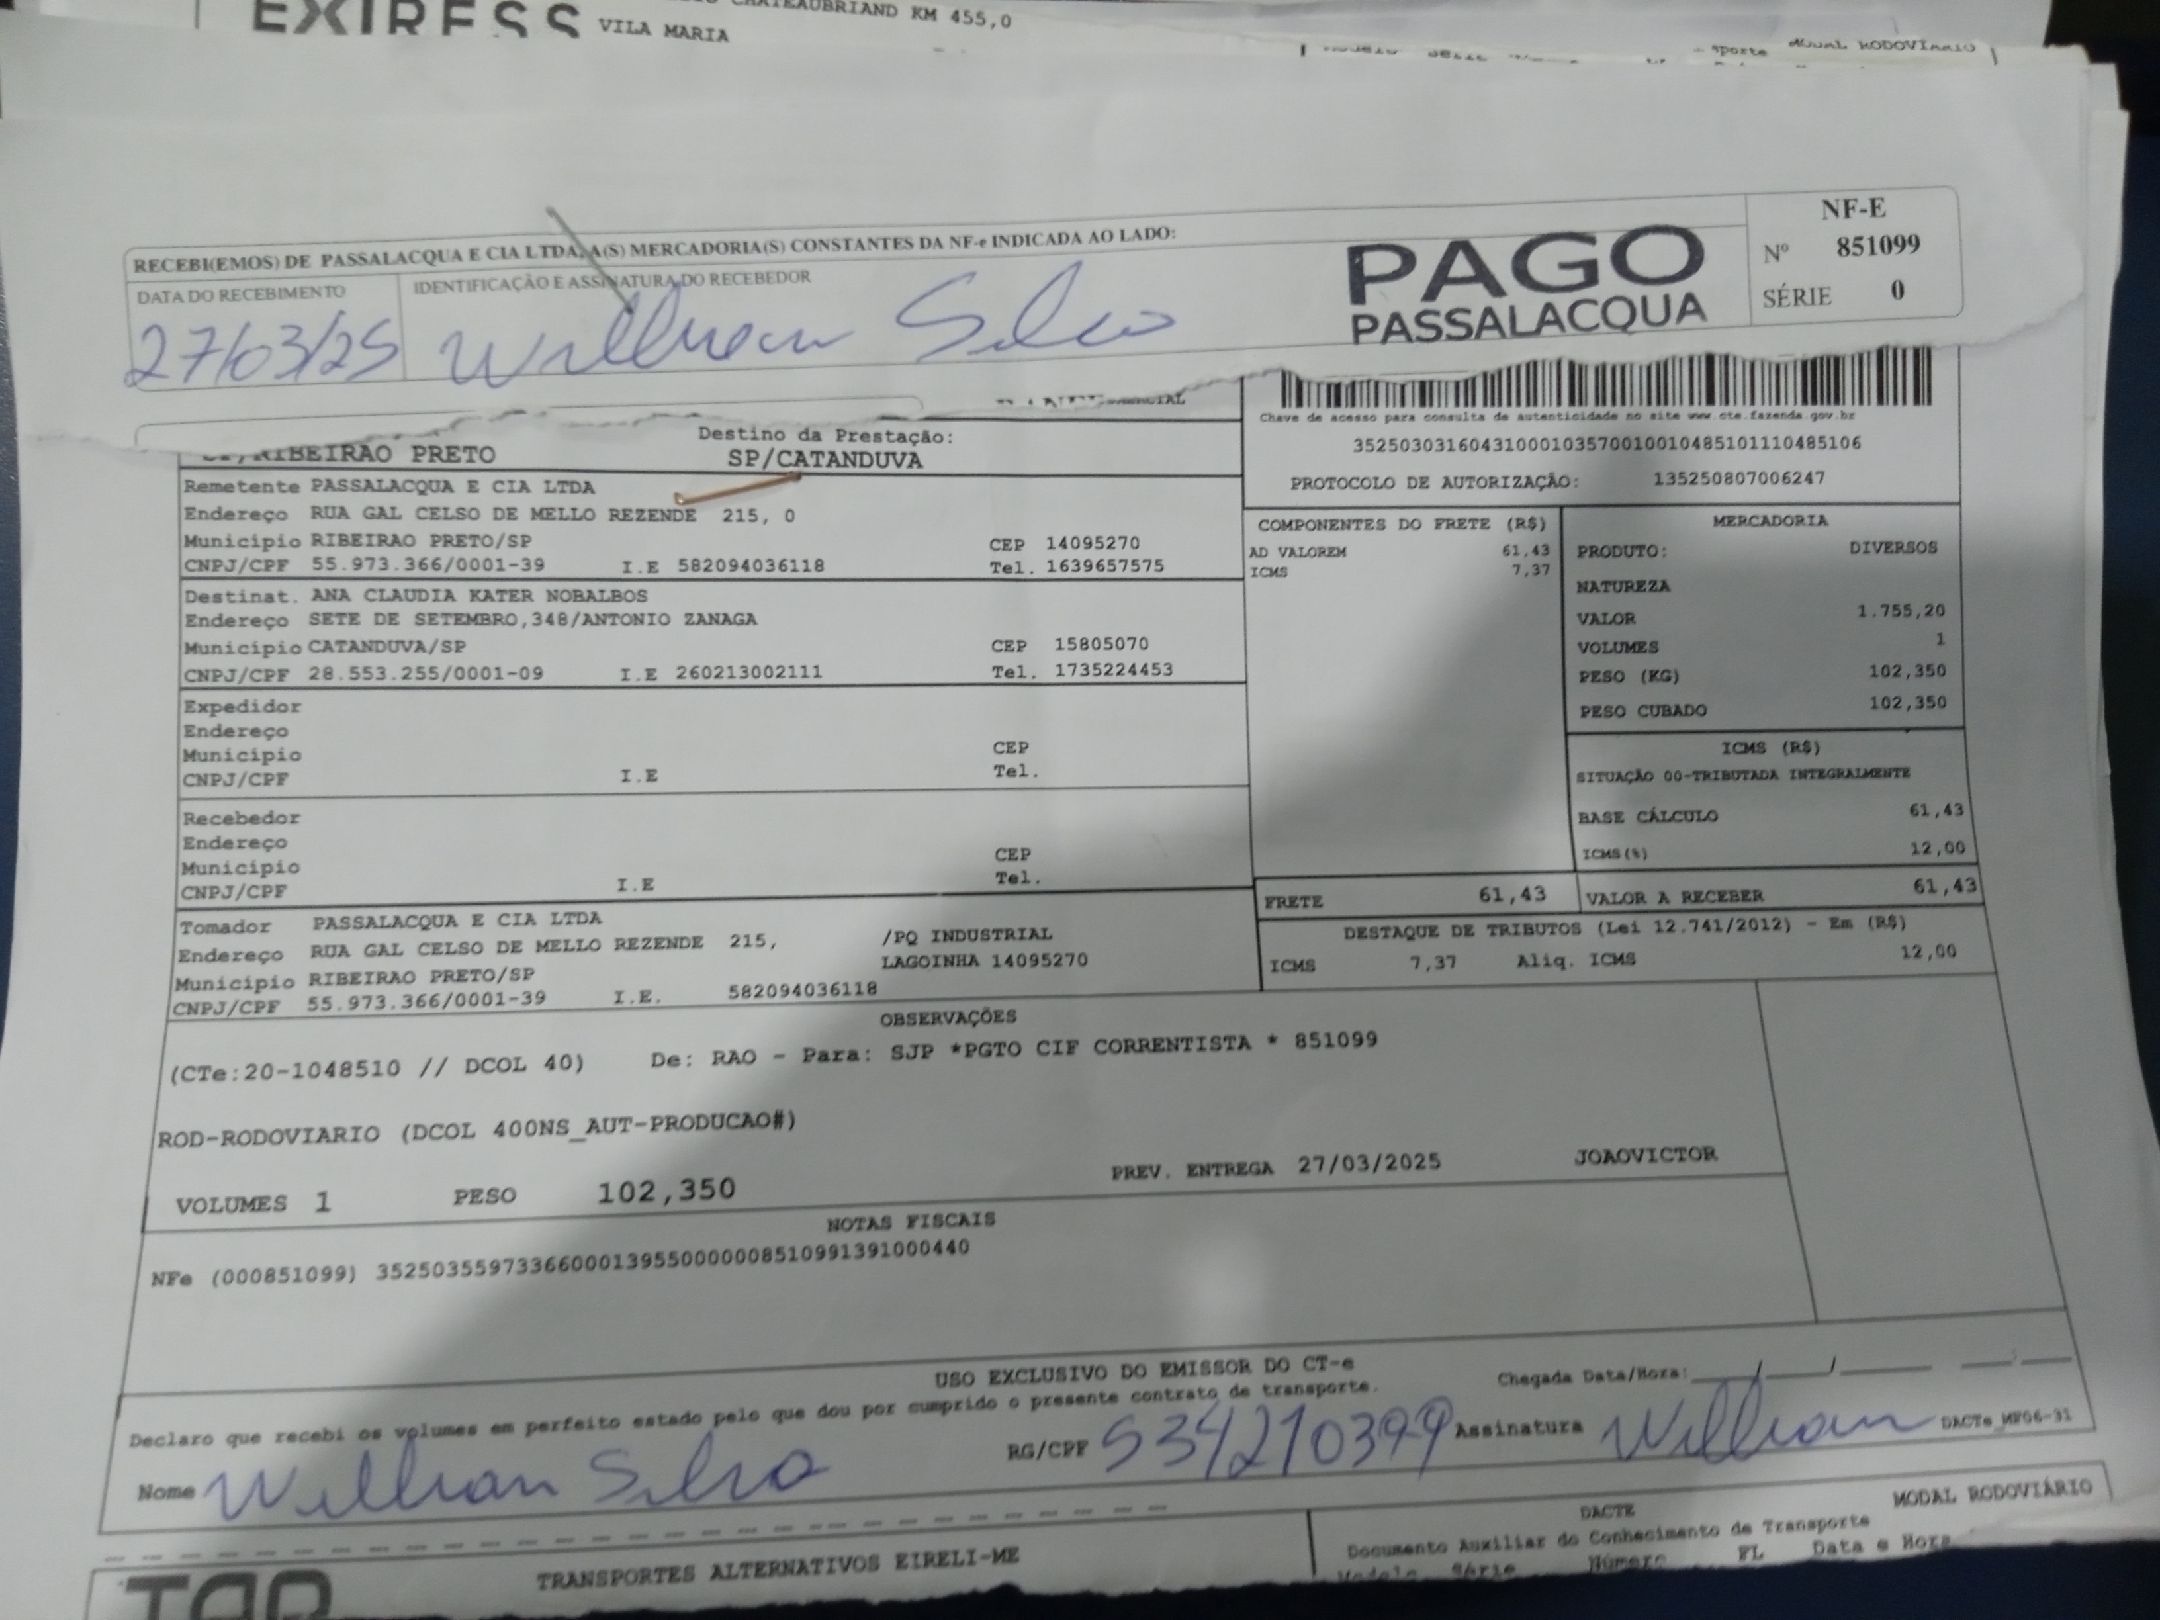 EXPRESS VILA MARIA
CHATEAUBRIAND KM 455,0
MODAL RODOVIÁRIO
RECEBI(EMOS) DE PASSALACQUA E CIA LTDA, A(S) MERCADORIA(S) CONSTANTES DA NF-e INDICADA AO LADO:
DATA DO RECEBIMENTO
IDENTIFICAÇÃO E ASSINATURA DO RECEBEDOR
27/03/25 Willian Silva
PAGO
PASSALACQUA
NF-E
Nº 851099
SÉRIE 0
Chave de acesso para consulta de autenticidade no site www.cte.fazenda.gov.br
35250303160431000103570010010485101110485106
PROTOCOLO DE AUTORIZAÇÃO: 135250807006247
RIBEIRAO PRETO
Destino da Prestação:
SP/CATANDUVA
Remetente PASSALACQUA E CIA LTDA
Endereço RUA GAL CELSO DE MELLO REZENDE 215, 0
Município RIBEIRAO PRETO/SP CEP 14095270
CNPJ/CPF 55.973.366/0001-39 I.E 582094036118 Tel. 1639657575
Destinat. ANA CLAUDIA KATER NOBALBOS
Endereço SETE DE SETEMBRO,348/ANTONIO ZANAGA
Município CATANDUVA/SP CEP 15805070
CNPJ/CPF 28.553.255/0001-09 I.E 260213002111 Tel. 1735224453
Expedidor
Endereço
Município CEP
CNPJ/CPF I.E Tel.
Recebedor
Endereço
Município CEP
CNPJ/CPF I.E Tel.
Tomador PASSALACQUA E CIA LTDA
Endereço RUA GAL CELSO DE MELLO REZENDE 215, /PQ INDUSTRIAL
LAGOINHA 14095270
Município RIBEIRAO PRETO/SP
CNPJ/CPF 55.973.366/0001-39 I.E. 582094036118
COMPONENTES DO FRETE (R$)
AD VALOREM 61,43
ICMS 7,37
MERCADORIA
PRODUTO: DIVERSOS
NATUREZA
VALOR 1.755,20
VOLUMES 1
PESO (KG) 102,350
PESO CUBADO 102,350
ICMS (R$)
SITUAÇÃO 00-TRIBUTADA INTEGRALMENTE
BASE CÁLCULO 61,43
ICMS(%) 12,00
FRETE 61,43 VALOR A RECEBER 61,43
DESTAQUE DE TRIBUTOS (Lei 12.741/2012) - Em (R$)
ICMS 7,37 Aliq. ICMS 12,00
OBSERVAÇÕES
(CTe:20-1048510 // DCOL 40) De: RAO - Para: SJP *PGTO CIF CORRENTISTA * 851099
ROD-RODOVIARIO (DCOL 400NS_AUT-PRODUCAO#)
VOLUMES 1 PESO 102,350 PREV. ENTREGA 27/03/2025 JOAOVICTOR
NOTAS FISCAIS
NFe (000851099) 35250355973366000139550000008510991391000440
USO EXCLUSIVO DO EMISSOR DO CT-e
Declaro que recebi os volumes em perfeito estado pelo que dou por cumprido o presente contrato de transporte.
Chegada Data/Hora: ___/___/_____ ___:___
Nome Willian Silva RG/CPF 534210399 Assinatura Willian DACTe_MF06-31
TRANSPORTES ALTERNATIVOS EIRELI-ME
DACTE MODAL RODOVIÁRIO
Documento Auxiliar do Conhecimento de Transporte
Modelo Série Número FL Data e Hora